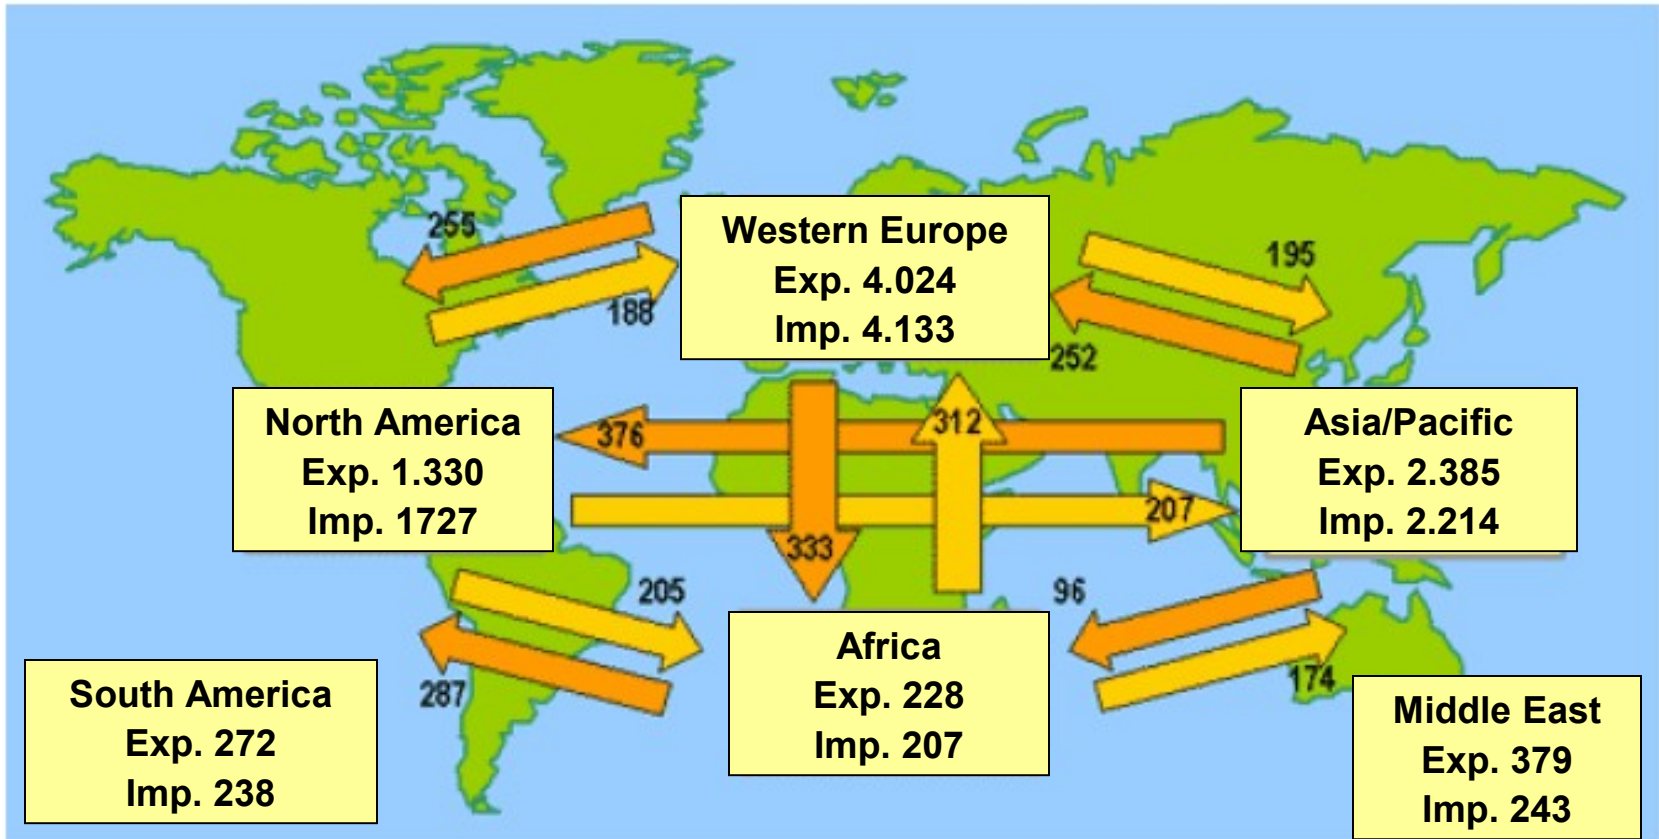 255
188
Western Europe
Exp. 4.024
Imp. 4.133
195
252
North America
Exp. 1.330
Imp. 1727
376
312
207
333
Asia/Pacific
Exp. 2.385
Imp. 2.214
205
287
96
174
South America
Exp. 272
Imp. 238
Africa
Exp. 228
Imp. 207
Middle East
Exp. 379
Imp. 243